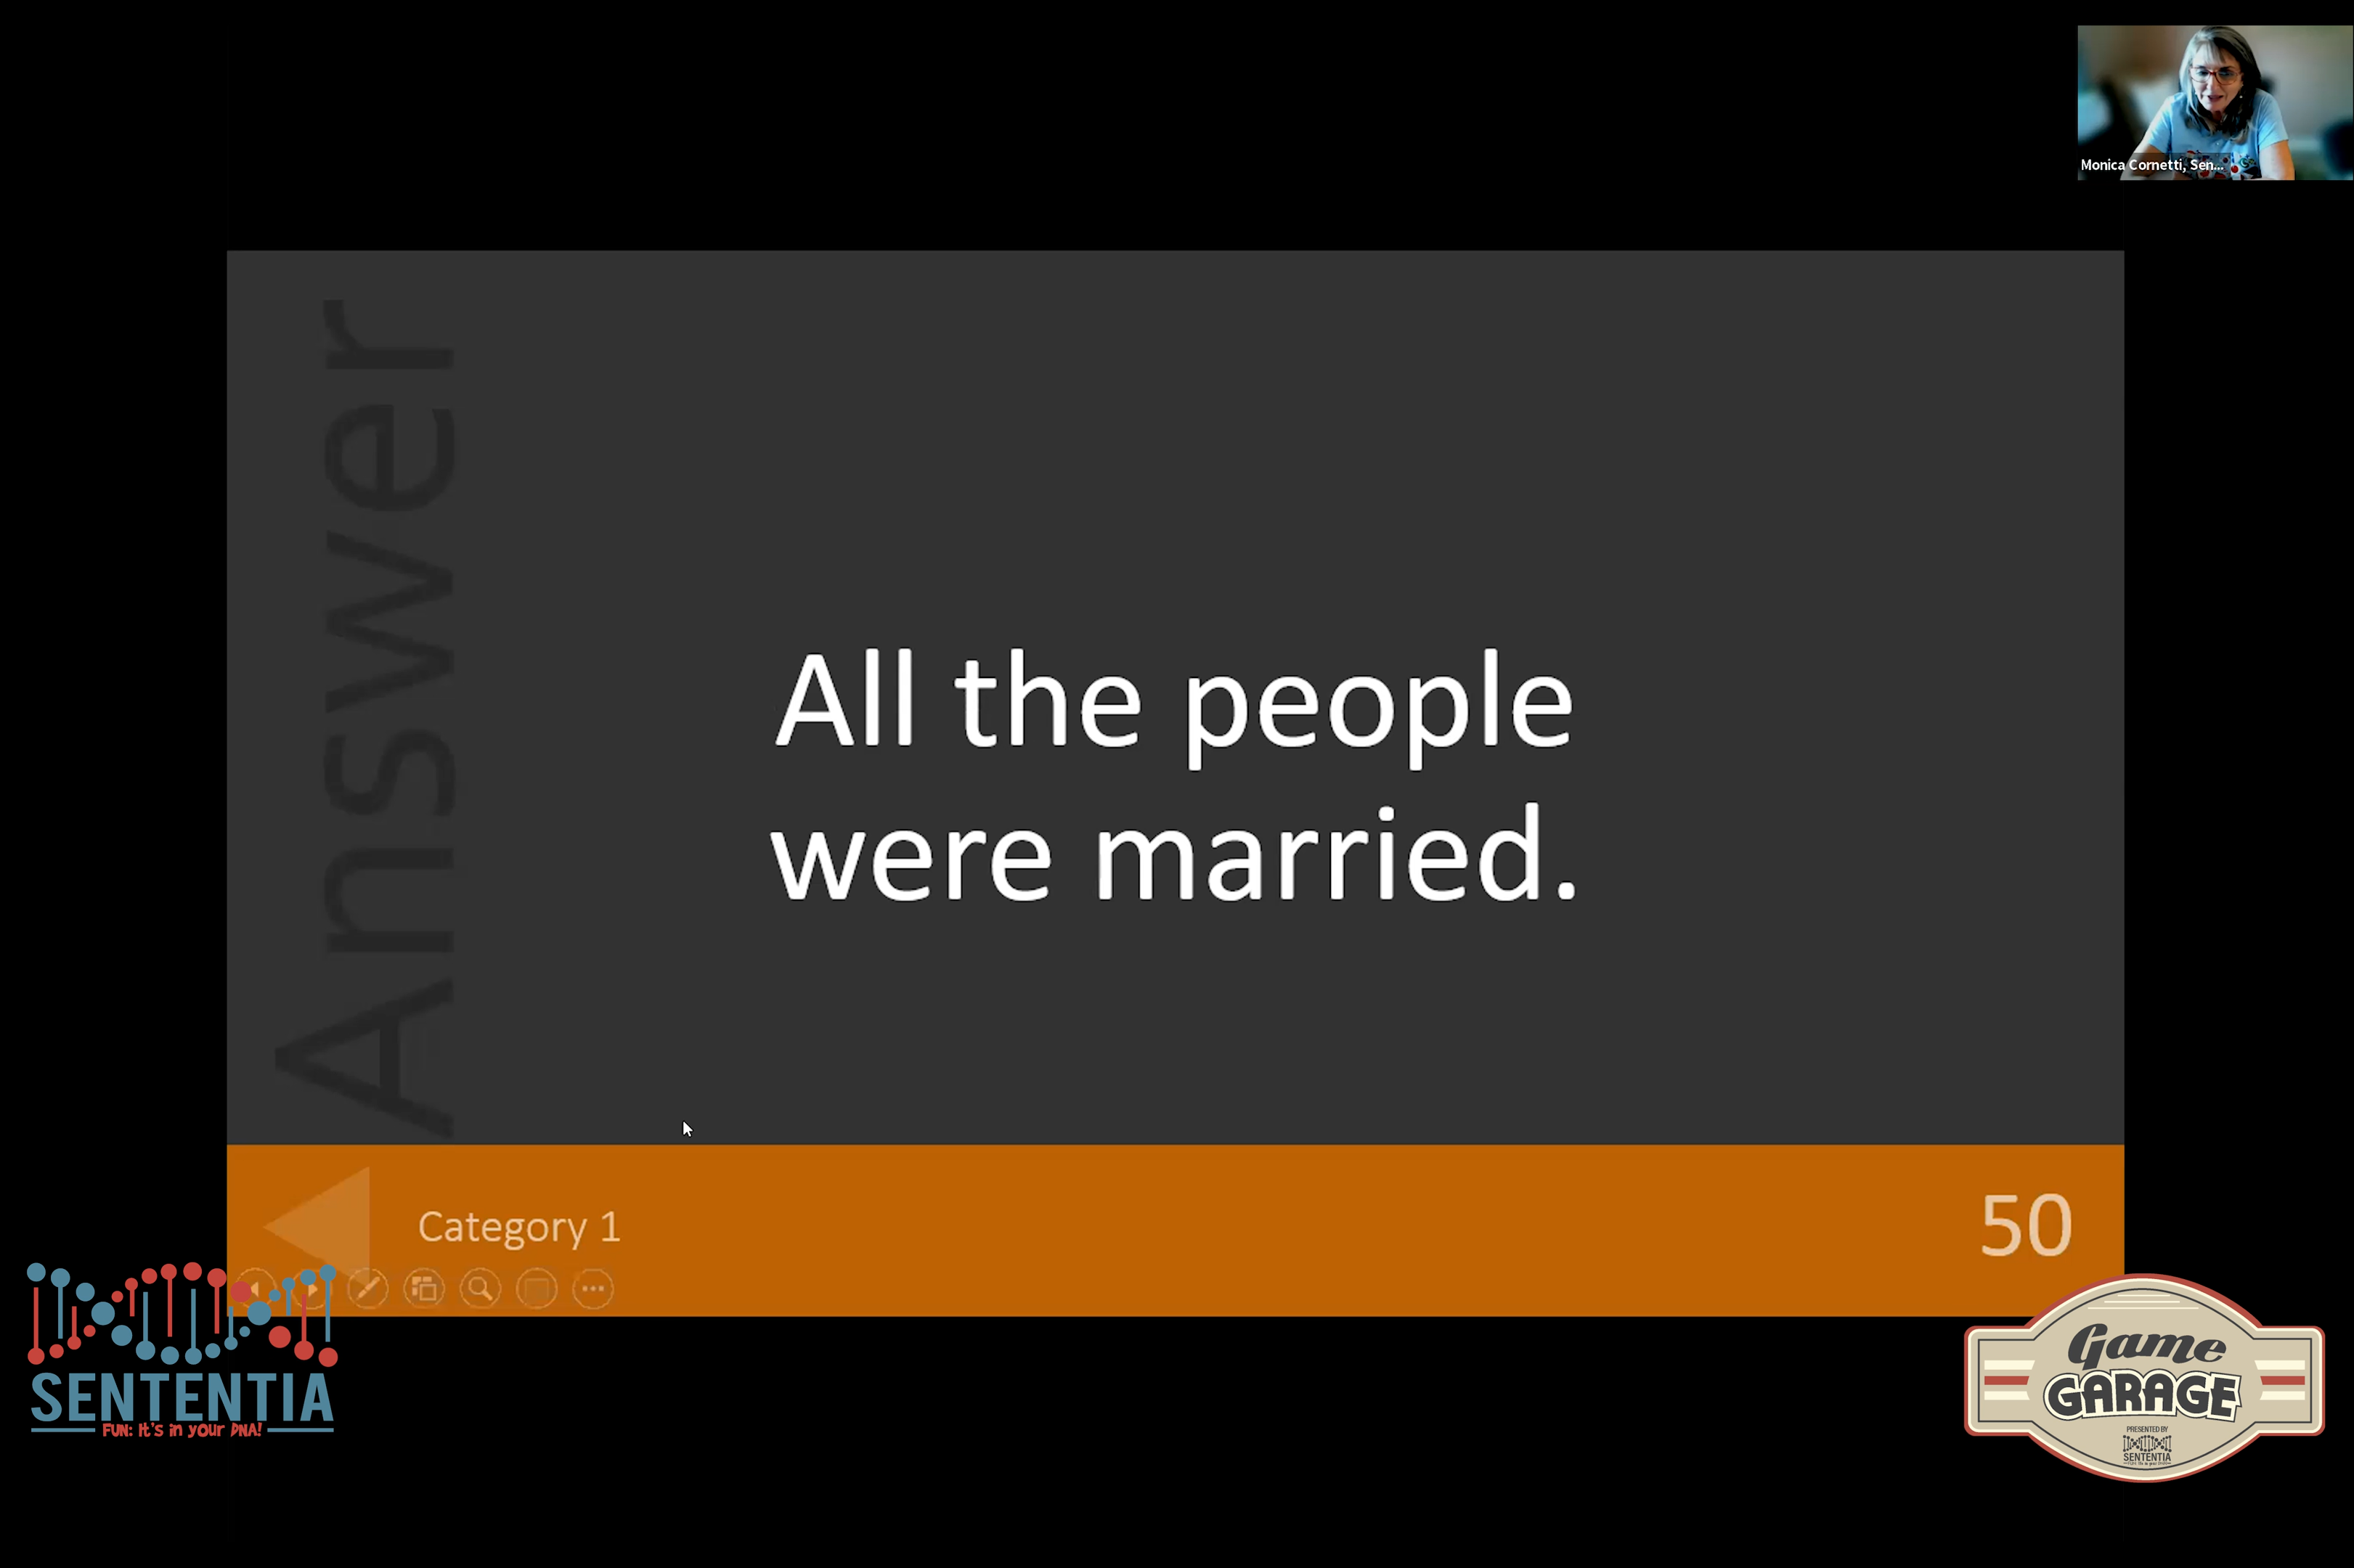 Monica Cornetti, Sen...
Answer
All the people
were married.
Category 1
50
SENTENTIA
FUN: It's in your DNA!
Game
GARAGE
PRESENTED BY
SENTENTIA